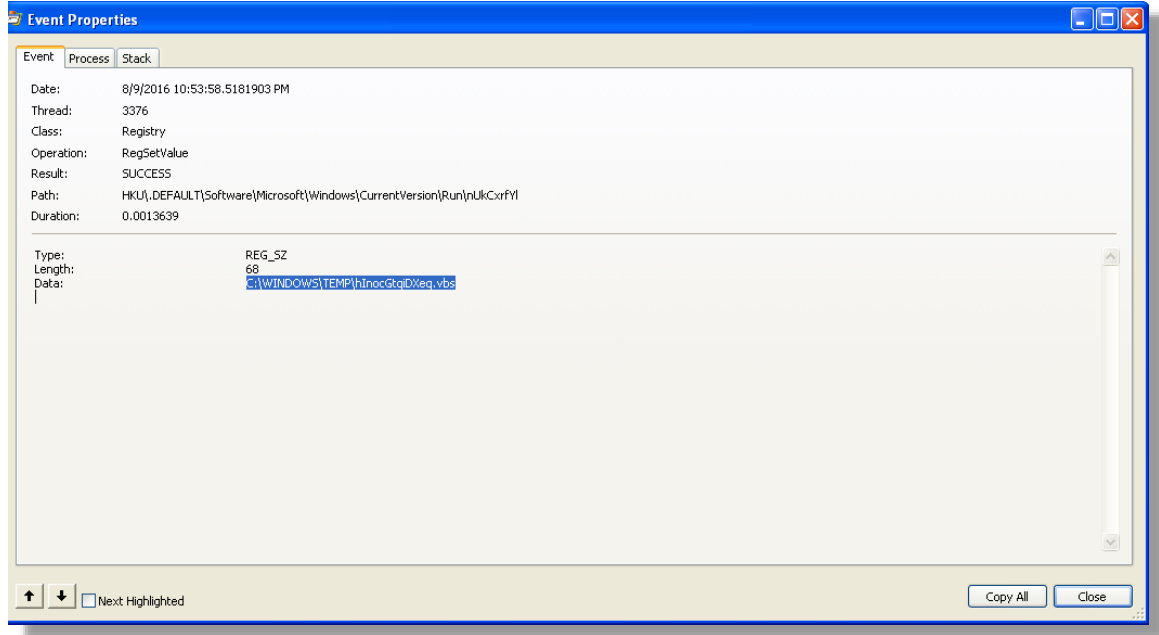 Event Properties
Event Process Stack
Date: 8/9/2016 10:53:58.5181903 PM
Thread: 3376
Class: Registry
Operation: RegSetValue
Result: SUCCESS
Path: HKU\.DEFAULT\Software\Microsoft\Windows\CurrentVersion\Run\nUkCxrfYl
Duration: 0.0013639
Type: REG_SZ
Length: 68
Data: C:\WINDOWS\TEMP\hInocGtqiDXeq.vbs
Next Highlighted Copy All Close